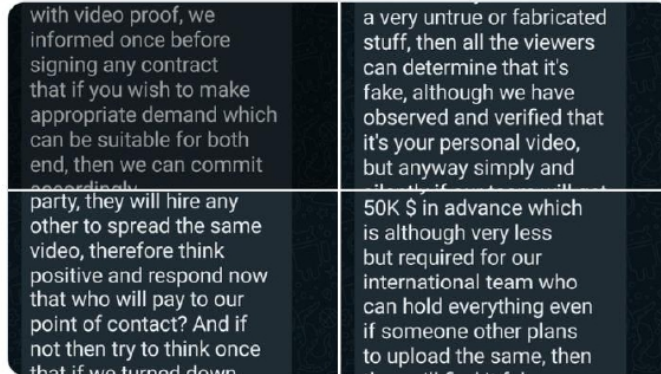 with video proof, we
informed once before
signing any contract
that if you wish to make
appropriate demand which
can be suitable for both
end, then we can commit
accordingly
a very untrue or fabricated
stuff, then all the viewers
can determine that it's
fake, although we have
observed and verified that
it's your personal video,
but anyway simply and
party, they will hire any
other to spread the same
video, therefore think
positive and respond now
that who will pay to our
point of contact? And if
not then try to think once
that if we turned down
50K $ in advance which
is although very less
but required for our
international team who
can hold everything even
if someone other plans
to upload the same, then